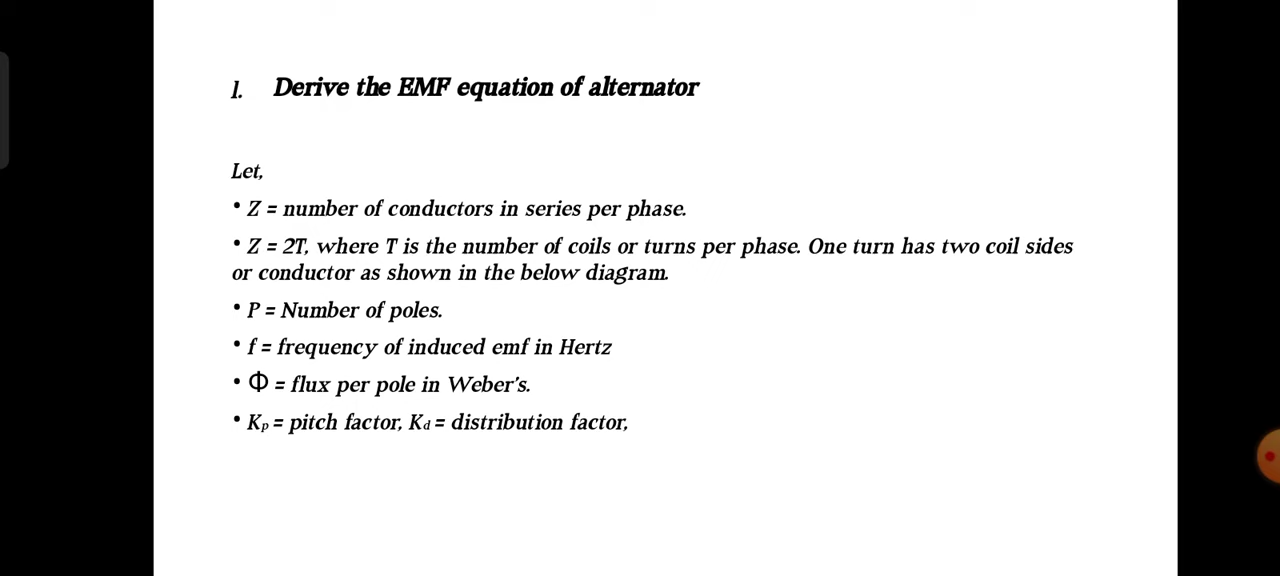 1. Derive the EMF equation of alternator
Let,
• Z = number of conductors in series per phase.
• Z = 2T, where T is the number of coils or turns per phase. One turn has two coil sides
or conductor as shown in the below diagram.
• P = Number of poles.
• f = frequency of induced emf in Hertz
• Φ = flux per pole in Weber's.
• Kp = pitch factor, Kd = distribution factor,